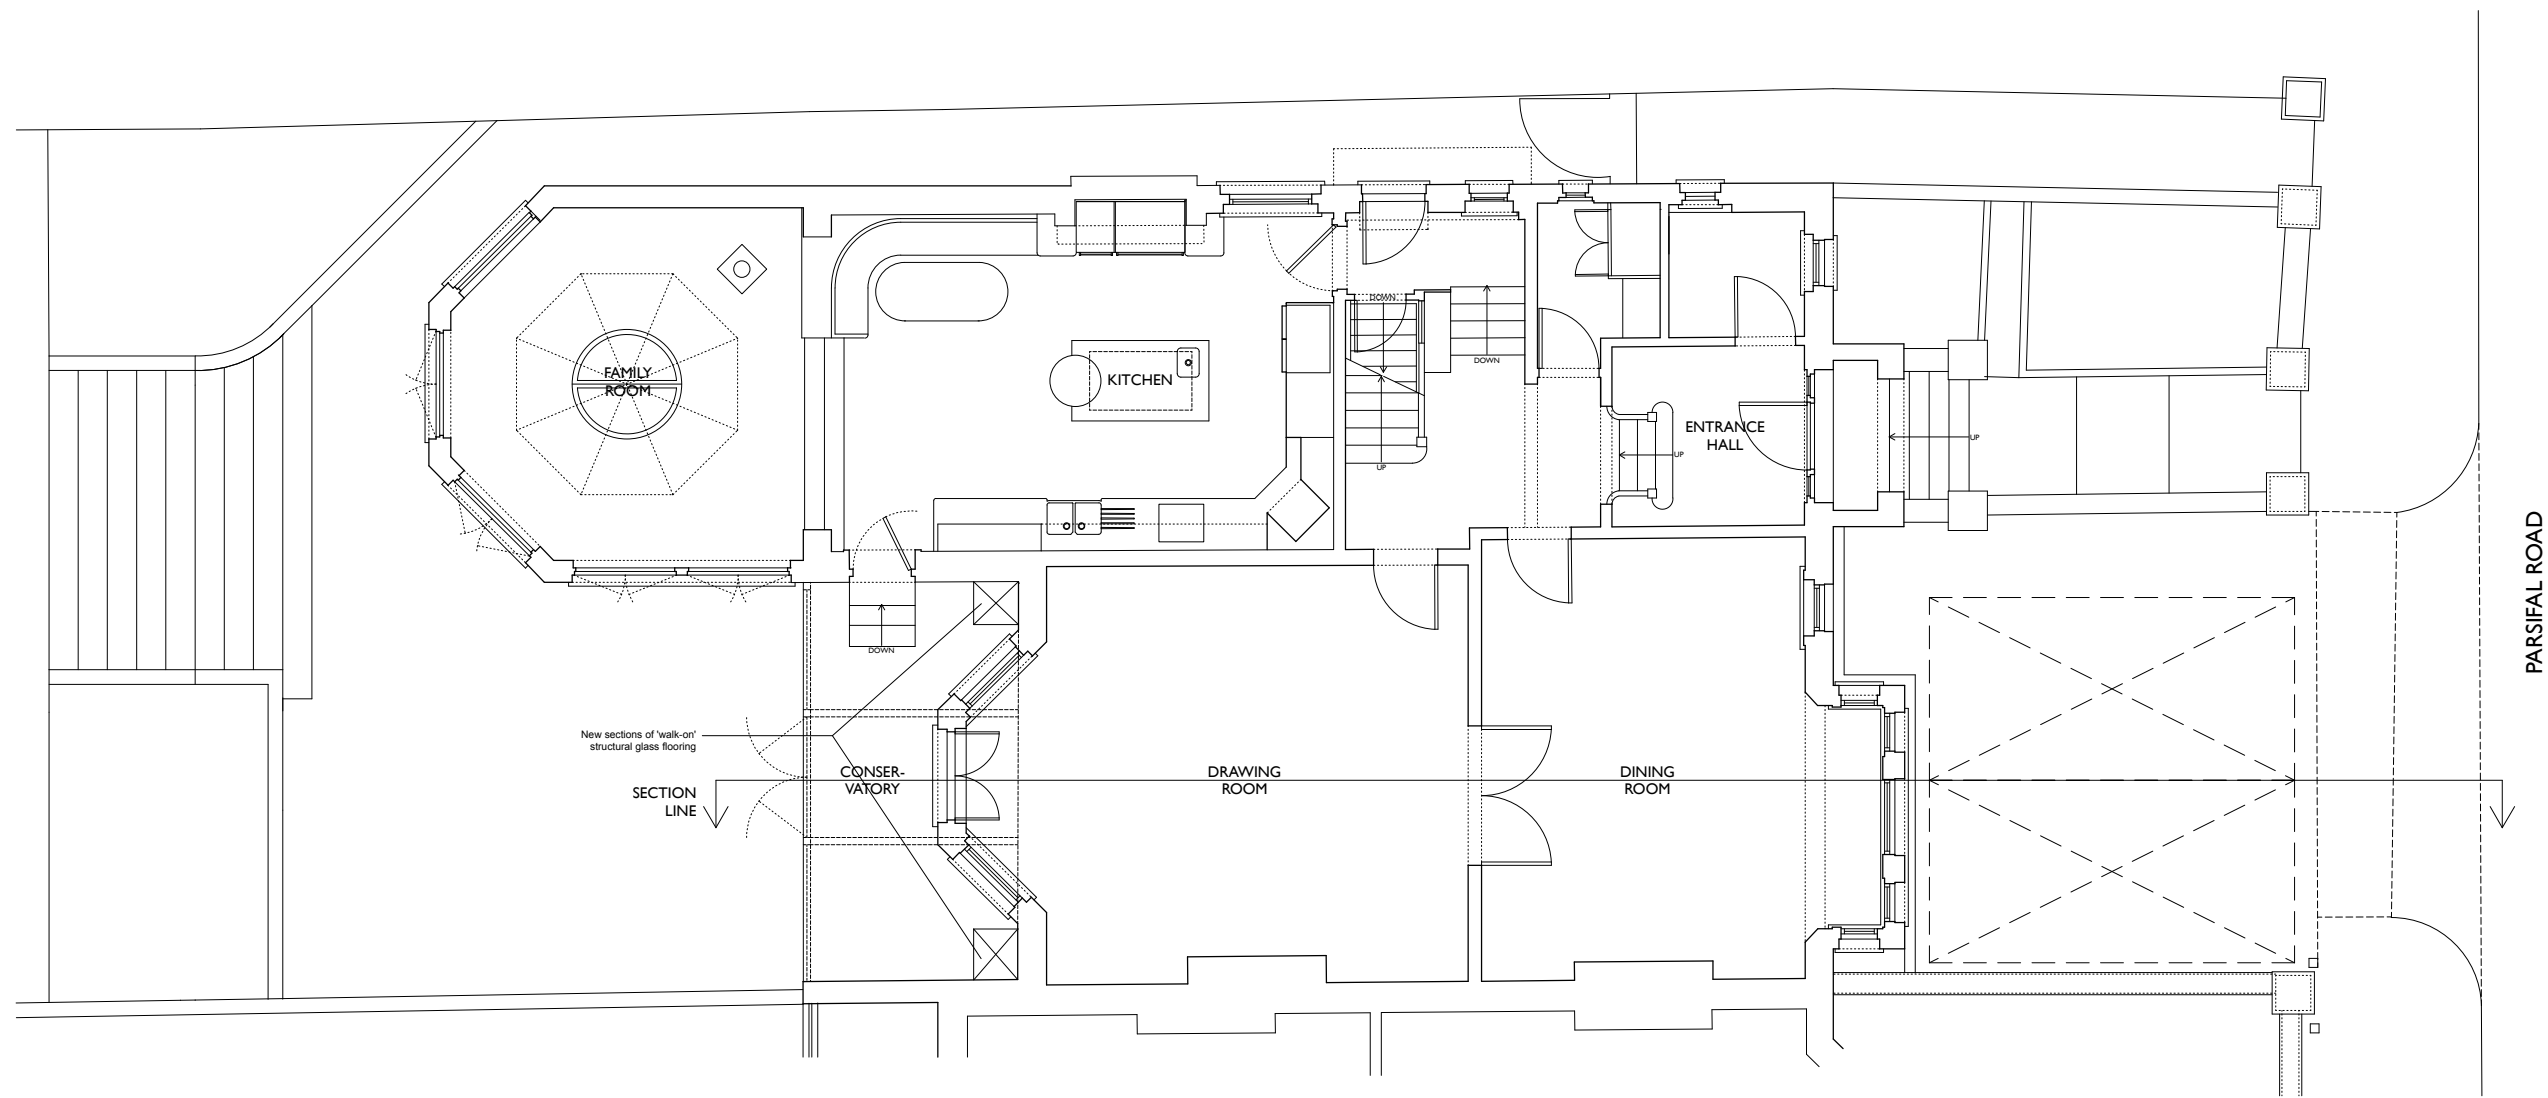 DOWN
DOWN
FAMILY
ROOM
KITCHEN
ENTRANCE
HALL
UP
UP
UP
DOWN
PARSIFAL ROAD
New sections of 'walk-on'
structural glass flooring
CONSER-
VATORY
DRAWING
ROOM
DINING
ROOM
SECTION
LINE